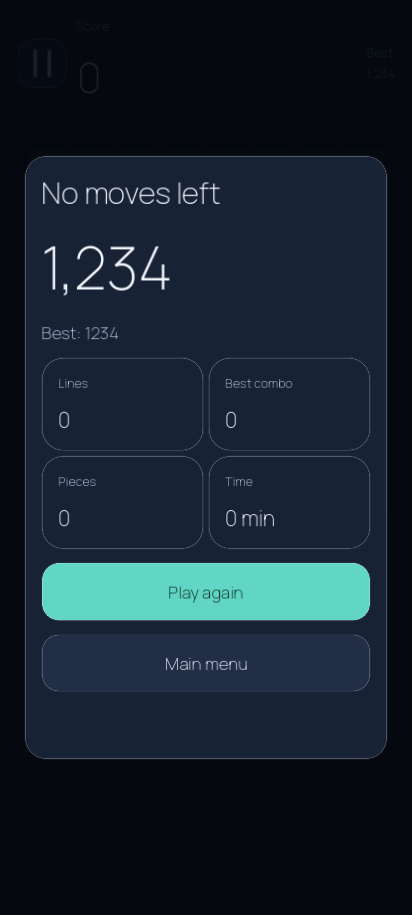 Score
0
Best
1,234
No moves left
1,234
Best: 1234
Lines
0
Best combo
0
Pieces
0
Time
0 min
Play again
Main menu